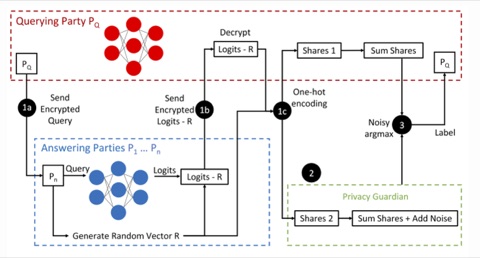 Querying Party P_Q
P_Q
1a
Send
Encrypted
Query
Decrypt
Logits - R
Send
Encrypted
Logits - R
1b
Shares 1
Sum Shares
P_Q
One-hot
encoding
1c
Noisy
argmax
3
Label
Answering Parties P_1 ... P_n
P_n
Query
Logits
Logits - R
Generate Random Vector R
2
Privacy Guardian
Shares 2
Sum Shares + Add Noise